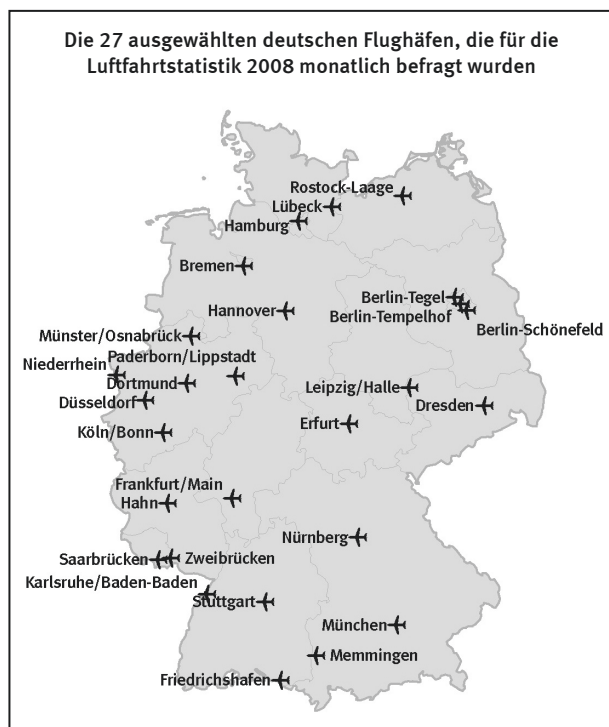 Die 27 ausgewählten deutschen Flughäfen, die für die
Luftfahrtstatistik 2008 monatlich befragt wurden
Rostock-Laage
Lübeck
Hamburg
Bremen
Berlin-Tegel
Hannover
Berlin-Tempelhof
Berlin-Schönefeld
Münster/Osnabrück
Paderborn/Lippstadt
Niederrhein
Dortmund
Leipzig/Halle
Düsseldorf
Dresden
Erfurt
Köln/Bonn
Frankfurt/Main
Hahn
Nürnberg
Saarbrücken
Zweibrücken
Karlsruhe/Baden-Baden
Stuttgart
München
Memmingen
Friedrichshafen